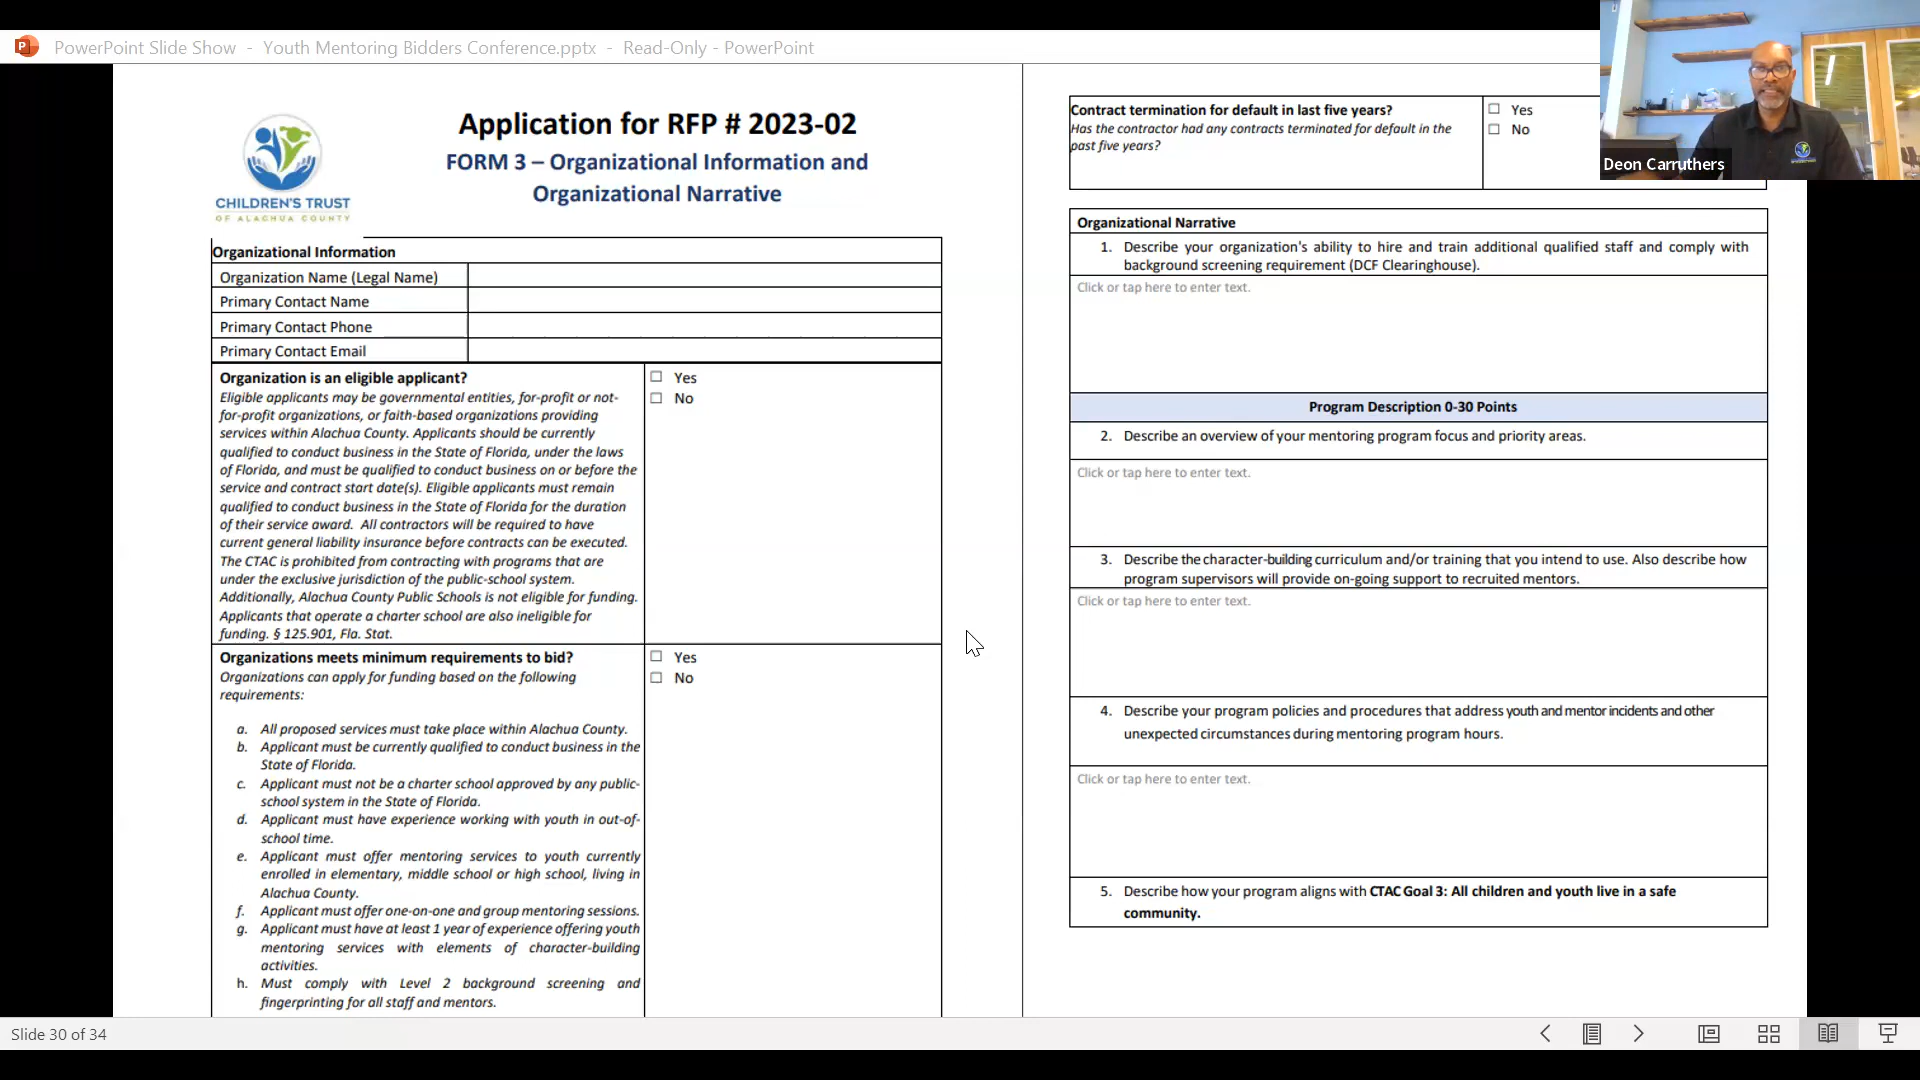 PowerPoint Slide Show - Youth Mentoring Bidders Conference.pptx - Read-Only - PowerPoint
CHILDREN'S TRUST
OF ALACHUA COUNTY
Application for RFP # 2023-02
FORM 3 – Organizational Information and
Organizational Narrative
Organizational Information
Organization Name (Legal Name)
Primary Contact Name
Primary Contact Phone
Primary Contact Email
Organization is an eligible applicant?
Eligible applicants may be governmental entities, for-profit or not-
for-profit organizations, or faith-based organizations providing
services within Alachua County. Applicants should be currently
qualified to conduct business in the State of Florida, under the laws
of Florida, and must be qualified to conduct business on or before the
service and contract start date(s). Eligible applicants must remain
qualified to conduct business in the State of Florida for the duration
of their service award. All contractors will be required to have
current general liability insurance before contracts can be executed.
The CTAC is prohibited from contracting with programs that are
under the exclusive jurisdiction of the public-school system.
Additionally, Alachua County Public Schools is not eligible for funding.
Applicants that operate a charter school are also ineligible for
funding. § 125.901, Fla. Stat.
☐ Yes
☐ No
Organizations meets minimum requirements to bid?
Organizations can apply for funding based on the following
requirements:
a. All proposed services must take place within Alachua County.
b. Applicant must be currently qualified to conduct business in the
State of Florida.
c. Applicant must not be a charter school approved by any public-
school system in the State of Florida.
d. Applicant must have experience working with youth in out-of-
school time.
e. Applicant must offer mentoring services to youth currently
enrolled in elementary, middle school or high school, living in
Alachua County.
f. Applicant must offer one-on-one and group mentoring sessions.
g. Applicant must have at least 1 year of experience offering youth
mentoring services with elements of character-building
activities.
h. Must comply with Level 2 background screening and
fingerprinting for all staff and mentors.
☐ Yes
☐ No
Contract termination for default in last five years?
Has the contractor had any contracts terminated for default in the
past five years?
☐ Yes
☐ No
Organizational Narrative
1. Describe your organization's ability to hire and train additional qualified staff and comply with
background screening requirement (DCF Clearinghouse).
Click or tap here to enter text.
Program Description 0-30 Points
2. Describe an overview of your mentoring program focus and priority areas.
Click or tap here to enter text.
3. Describe the character-building curriculum and/or training that you intend to use. Also describe how
program supervisors will provide on-going support to recruited mentors.
Click or tap here to enter text.
4. Describe your program policies and procedures that address youth and mentor incidents and other
unexpected circumstances during mentoring program hours.
Click or tap here to enter text.
5. Describe how your program aligns with CTAC Goal 3: All children and youth live in a safe
community.
Deon Carruthers
Slide 30 of 34